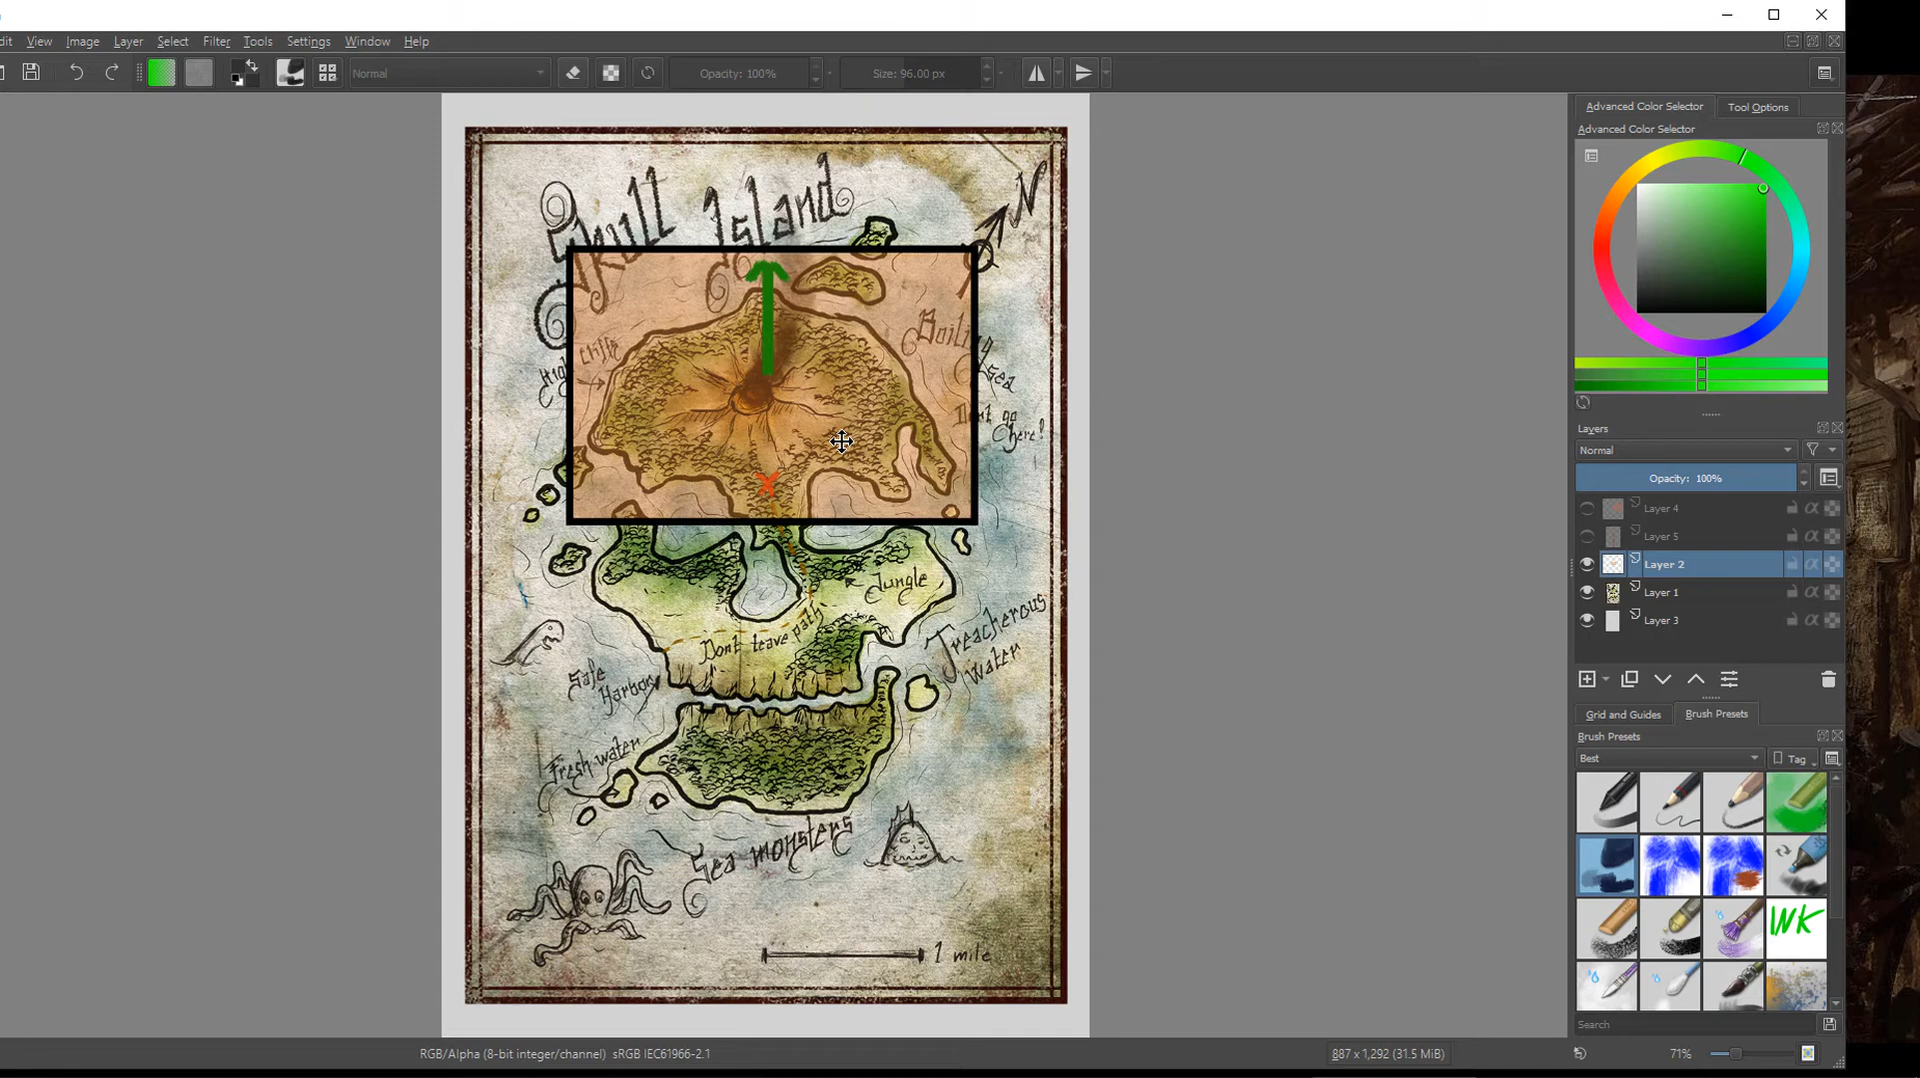 dit View Image Layer Select Filter Tools Settings Window Help
Normal
Opacity: 100%
Size: 96.00 px
Advanced Color Selector
Tool Options
Advanced Color Selector
Skull Island
N
High Cliffs
Boiling Sea
Don't go here!
X
Jungle
Dont leave path
Treacherous water
Safe Harbor
Fresh water
Sea monsters
1 mile
Layers
Normal
Opacity: 100%
Layer 4
Layer 5
Layer 2
Layer 1
Layer 3
Grid and Guides
Brush Presets
Brush Presets
Best
Tag
INK
Search
RGB/Alpha (8-bit integer/channel) sRGB IEC61966-2.1
887 x 1,292 (31.5 MiB)
71%